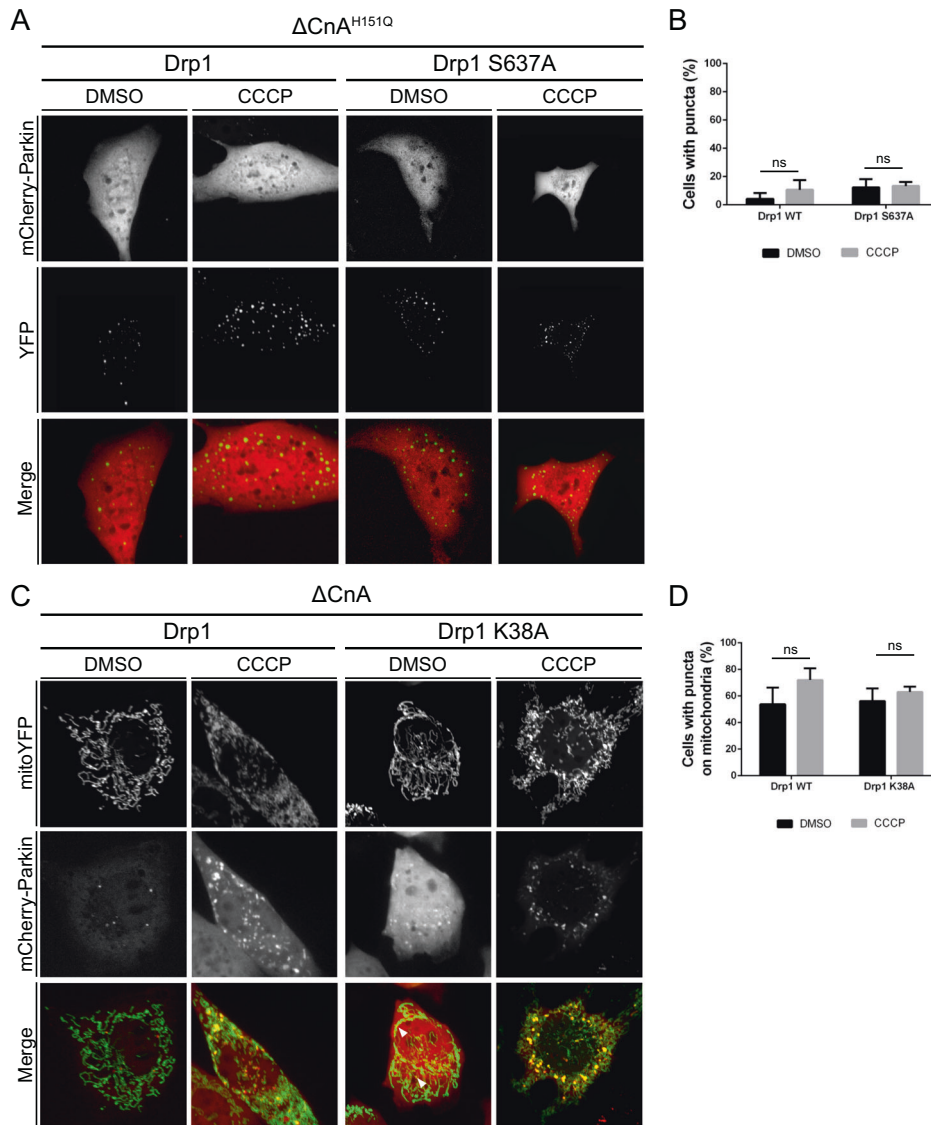 A
ΔCnA^H151Q
Drp1
Drp1 S637A
DMSO
CCCP
DMSO
CCCP
mCherry-Parkin
YFP
Merge
B
Cells with puncta (%)
100
80
60
40
20
0
ns
ns
Drp1 WT
Drp1 S637A
DMSO
CCCP
C
ΔCnA
Drp1
Drp1 K38A
DMSO
CCCP
DMSO
CCCP
mitoYFP
mCherry-Parkin
Merge
D
Cells with puncta
on mitochondria (%)
100
80
60
40
20
0
ns
ns
Drp1 WT
Drp1 K38A
DMSO
CCCP